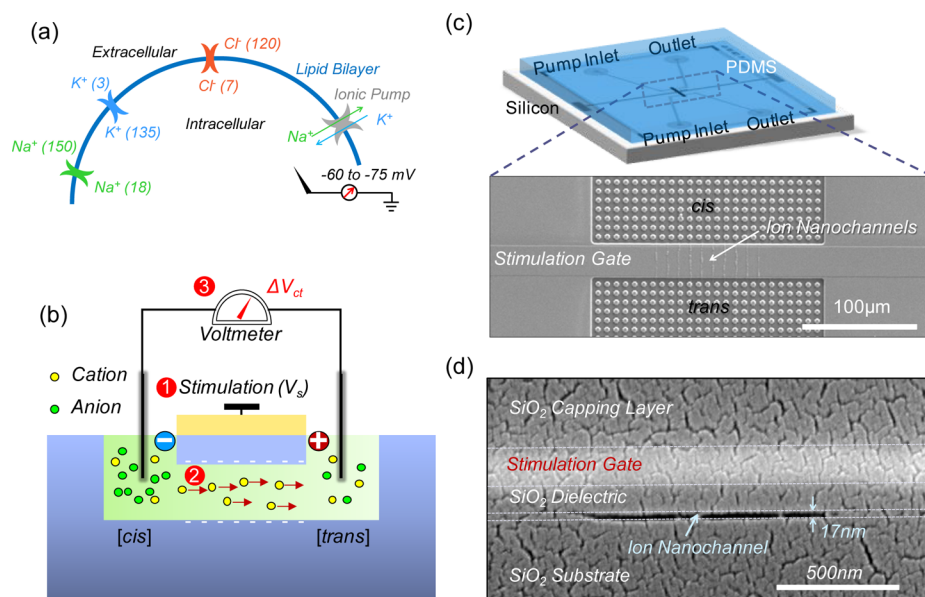 (a)
Extracellular
Cl- (120)
K+ (3)
Cl- (7)
Lipid Bilayer
Ionic Pump
K+ (135)
Intracellular
Na+
K+
Na+ (150)
Na+ (18)
-60 to -75 mV
(b)
3
ΔVct
Voltmeter
Cation
Anion
1
Stimulation (Vs)
−
+
2
[cis]
[trans]
(c)
Pump Inlet
Outlet
PDMS
Silicon
Pump Inlet
Outlet
cis
Ion Nanochannels
Stimulation Gate
trans
100μm
(d)
SiO2 Capping Layer
Stimulation Gate
SiO2 Dielectric
17nm
Ion Nanochannel
SiO2 Substrate
500nm